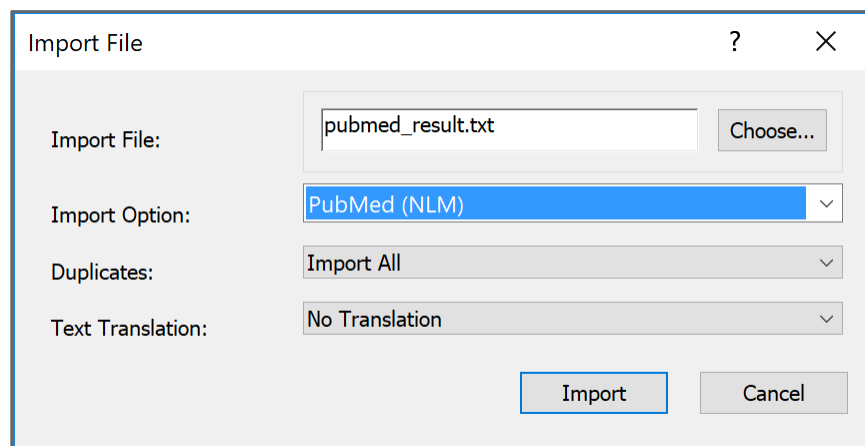 Import File
?
Import File:
pubmed_result.txt
Choose...
Import Option:
PubMed (NLM)
Duplicates:
Import All
Text Translation:
No Translation
Import
Cancel